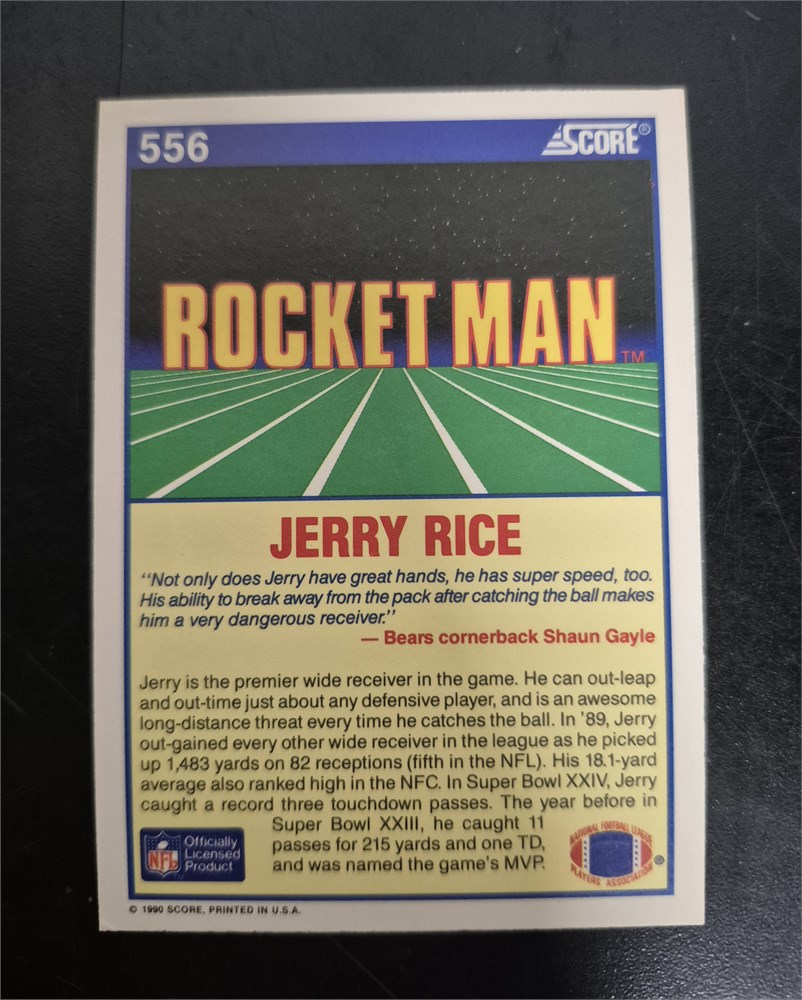 556
SCORE®
ROCKET MAN™
JERRY RICE
"Not only does Jerry have great hands, he has super speed, too.
His ability to break away from the pack after catching the ball makes
him a very dangerous receiver."
— Bears cornerback Shaun Gayle
Jerry is the premier wide receiver in the game. He can out-leap
and out-time just about any defensive player, and is an awesome
long-distance threat every time he catches the ball. In '89, Jerry
out-gained every other wide receiver in the league as he picked
up 1,483 yards on 82 receptions (fifth in the NFL). His 18.1-yard
average also ranked high in the NFC. In Super Bowl XXIV, Jerry
caught a record three touchdown passes. The year before in
Super Bowl XXIII, he caught 11
passes for 215 yards and one TD,
and was named the game's MVP.
NFL
Officially
Licensed
Product
NATIONAL FOOTBALL LEAGUE
PLAYERS ASSOCIATION
®
© 1990 SCORE, PRINTED IN U.S.A.